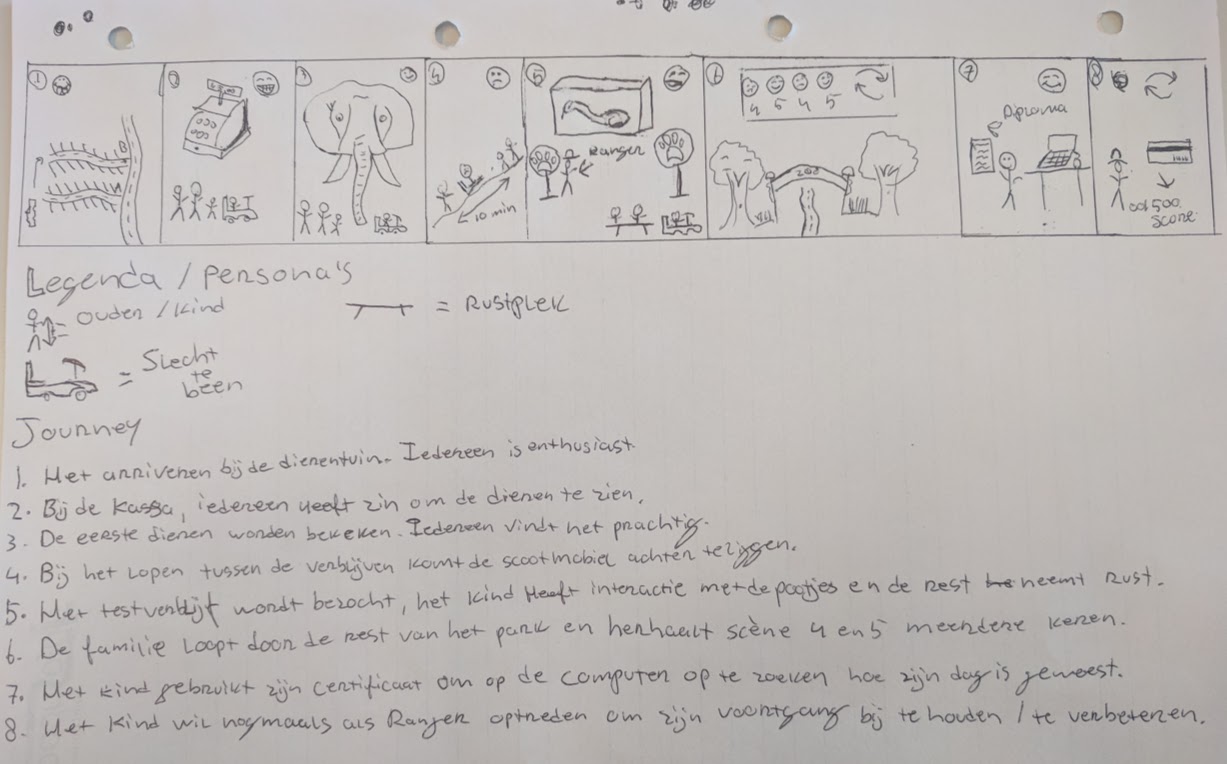 1 2 3 4 5 6 7 8
10 min
Ranger
4 5 4 5
ZOO
Diploma
score
Legenda / Persona's
= Ouder / Kind
= Rustplek
= Slecht
te
been
Journey
1. Het arriveren bij de dierentuin. Iedereen is enthusiast.
2. Bij de Kassa, iedereen heeft zin om de dieren te zien.
3. De eerste dieren worden bekeken. Iedereen vindt het prachtig.
4. Bij het lopen tussen de verblijven komt de scootmobiel achter te liggen.
5. Het testverblijf wordt bezocht, het kind heeft interactie met de pootjes en de rest neemt rust.
6. De familie loopt door de rest van het park en herhaalt scène 4 en 5 meerdere keren.
7. Het kind gebruikt zijn certificaat om op de computer op te zoeken hoe zijn dag is geweest.
8. Het kind wil nogmaals als Ranger optreden om zijn voortgang bij te houden / te verbeteren.